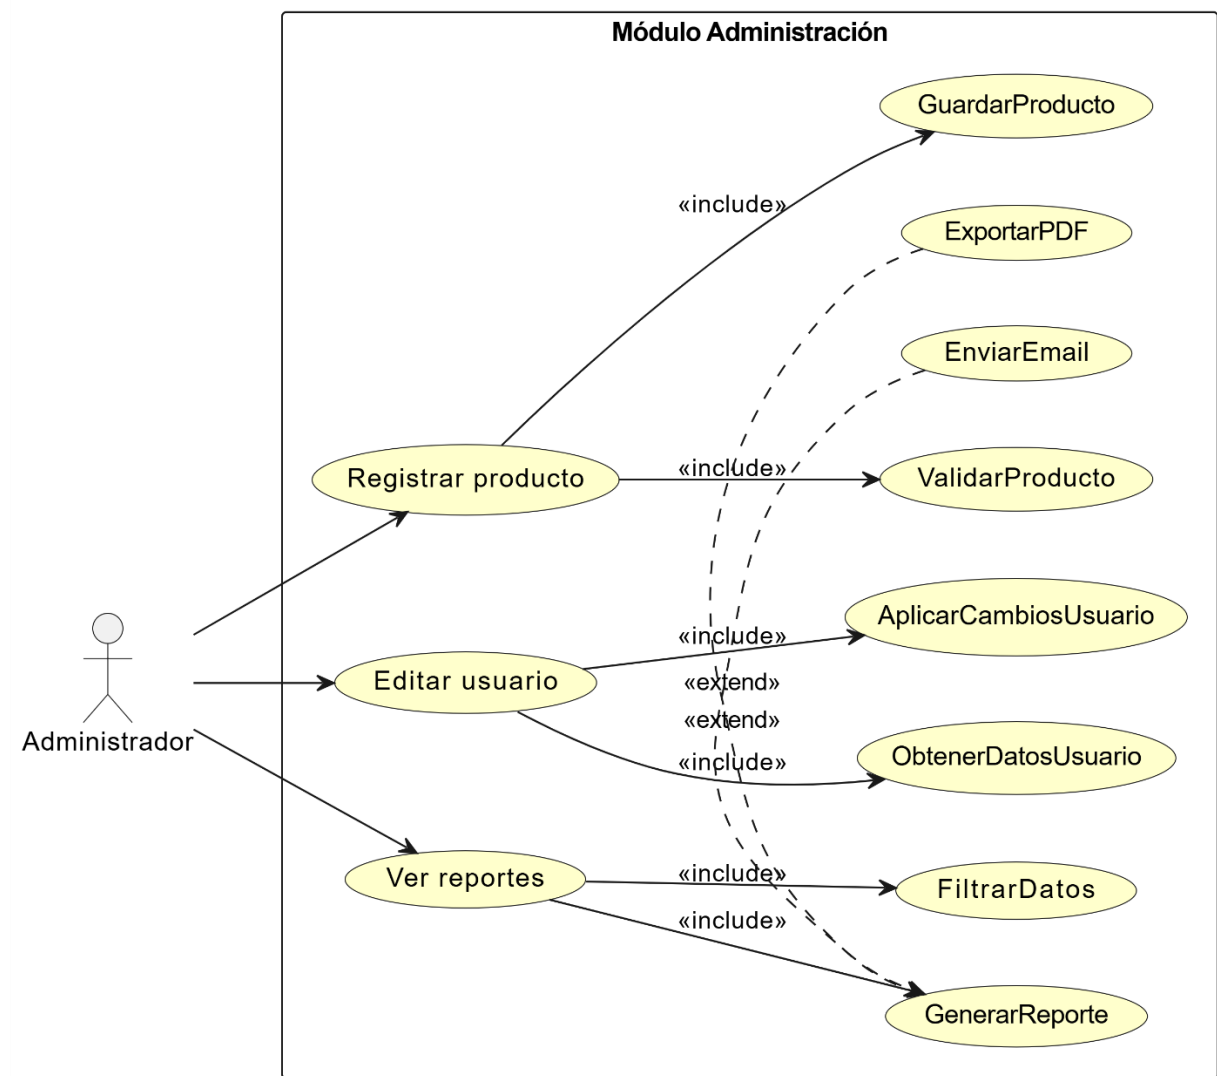 Módulo Administración
GuardarProducto
«include»
ExportarPDF
EnviarEmail
Registrar producto
«include»
ValidarProducto
AplicarCambiosUsuario
«include»
Editar usuario
«extend»
«extend»
Administrador
«include»
ObtenerDatosUsuario
Ver reportes
«include»
FiltrarDatos
«include»
GenerarReporte